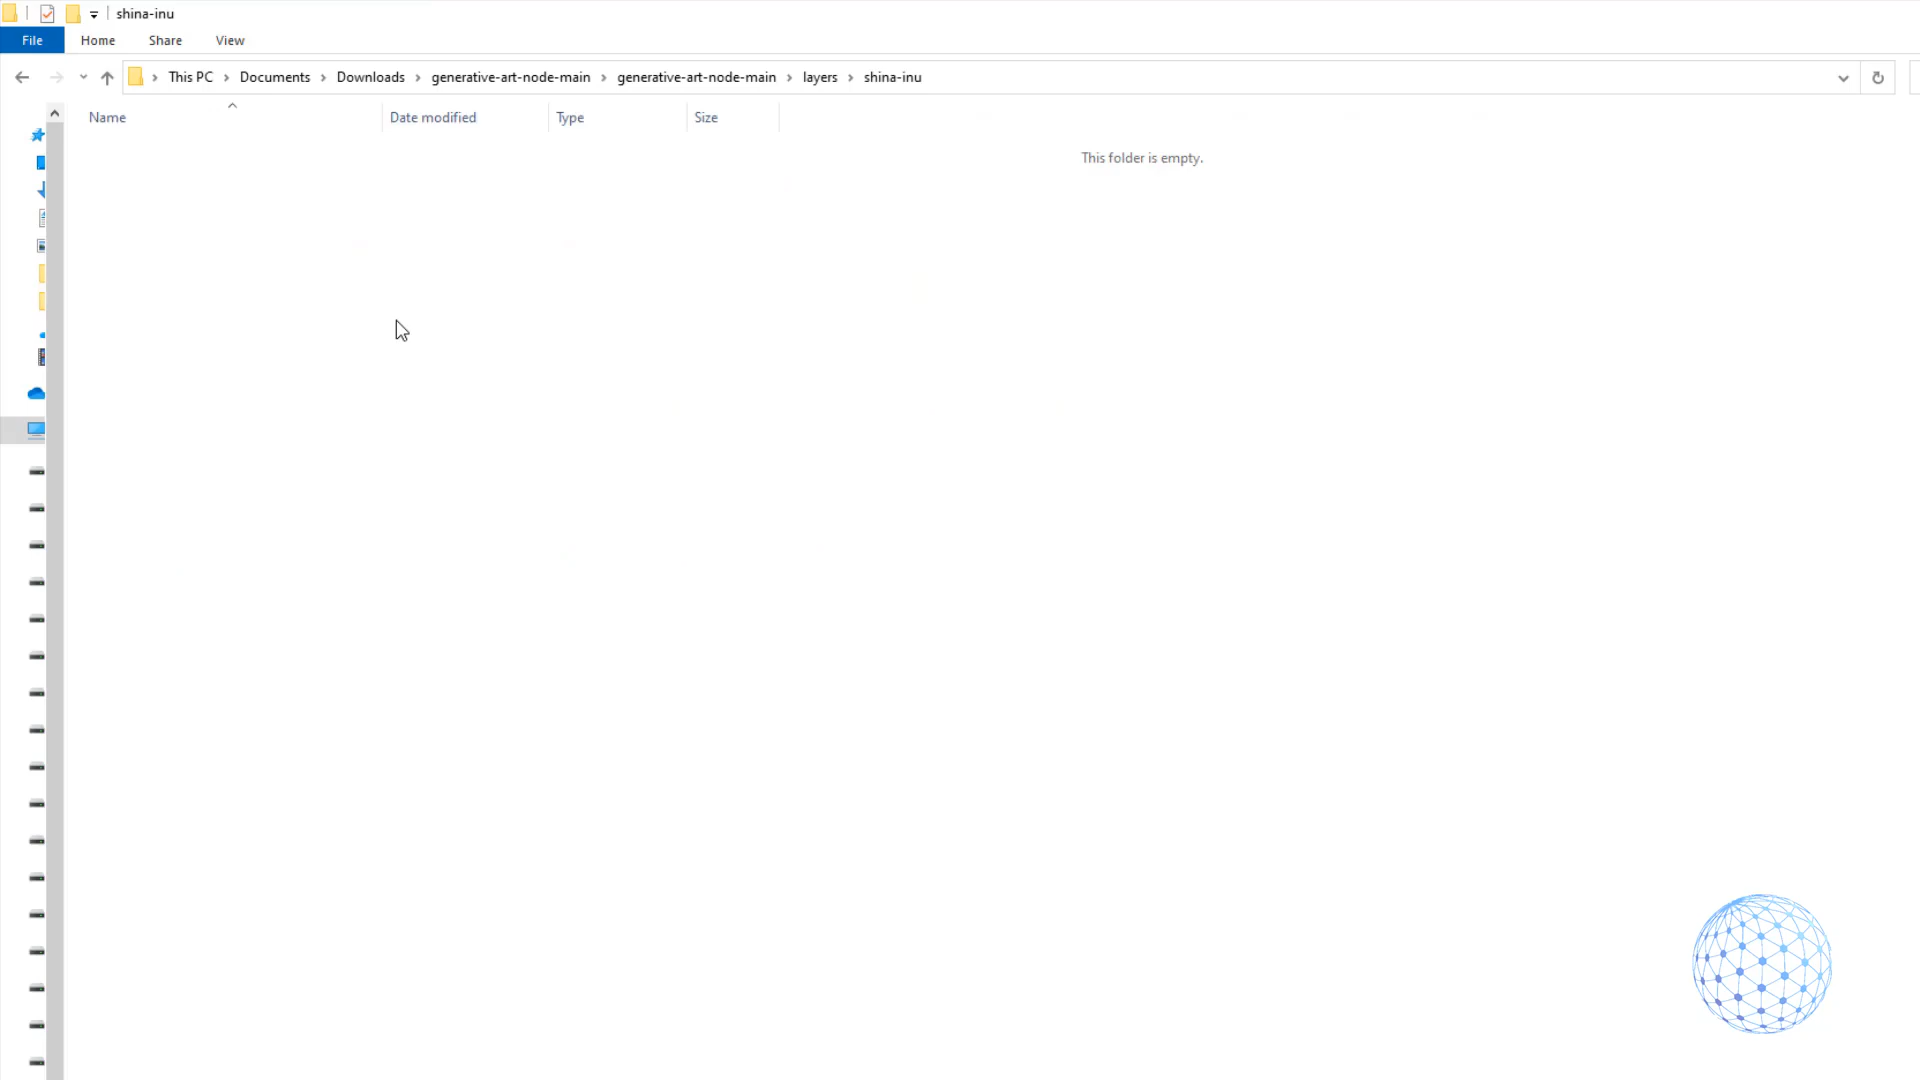 shina-inu
File Home Share View
This PC Documents Downloads generative-art-node-main generative-art-node-main layers shina-inu
Name Date modified Type Size
This folder is empty.